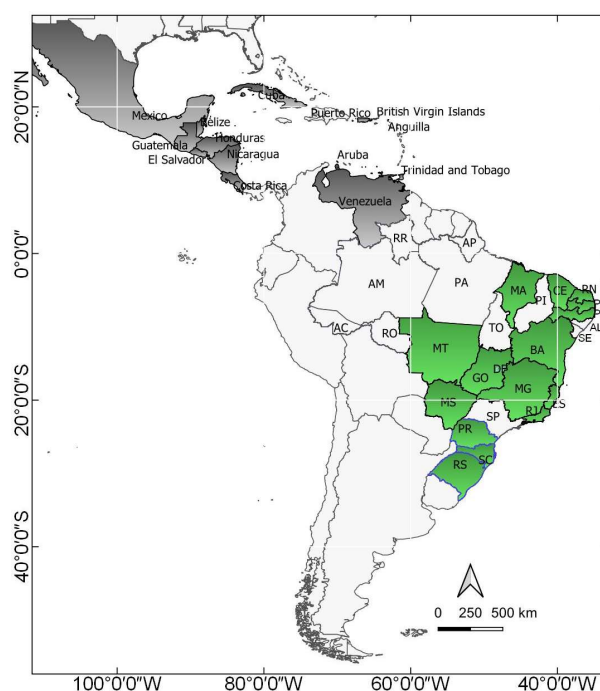 20°0'0"N
0°0'0"
20°0'0"S
40°0'0"S
Cuba
Mexico
Puerto Rico
British Virgin Islands
Belize
Anguilla
Guatemala
Honduras
El Salvador
Nicaragua
Aruba
Trinidad and Tobago
Costa Rica
Venezuela
RR
AP
AM
PA
MA
CE
RN
PI
AC
RO
TO
AL
SE
MT
BA
DF
GO
MG
MS
ES
SP
RJ
PR
SC
RS
0 250 500 km
100°0'0"W
80°0'0"W
60°0'0"W
40°0'0"W